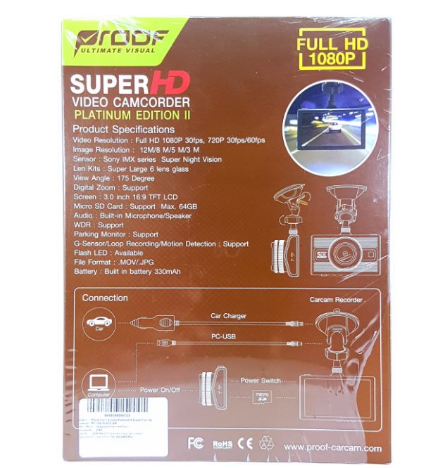 PROOF
ULTIMATE VISUAL
FULL HD
1080P
SUPER HD
VIDEO CAMCORDER
PLATINUM EDITION II
Product Specifications
Video Resolution : Full HD 1080P 30fps, 720P 30fps/60fps
Image Resolution : 12M/8 M/5 M/3 M
Sensor : Sony IMX series Super Night Vision
Len Kits : Super Large 6 lens glass
View Angle : 175 Degree
Digital Zoom : Support
Screen : 3.0 inch 16:9 TFT LCD
Micro SD Card : Support Max. 64GB
Audio : Built-in Microphone/Speaker
WDR : Support
Parking Monitor : Support
G-Sensor/Loop Recording/Motion Detection : Support
Flash LED : Available
File Format : .MOV/.JPG
Battery : Built in battery 330mAh
Connection
Car Charger
Carcam Recorder
Car
PC-USB
Computer
Power On/Off
Power Switch
FC RoHS CE
www.proof-carcam.com